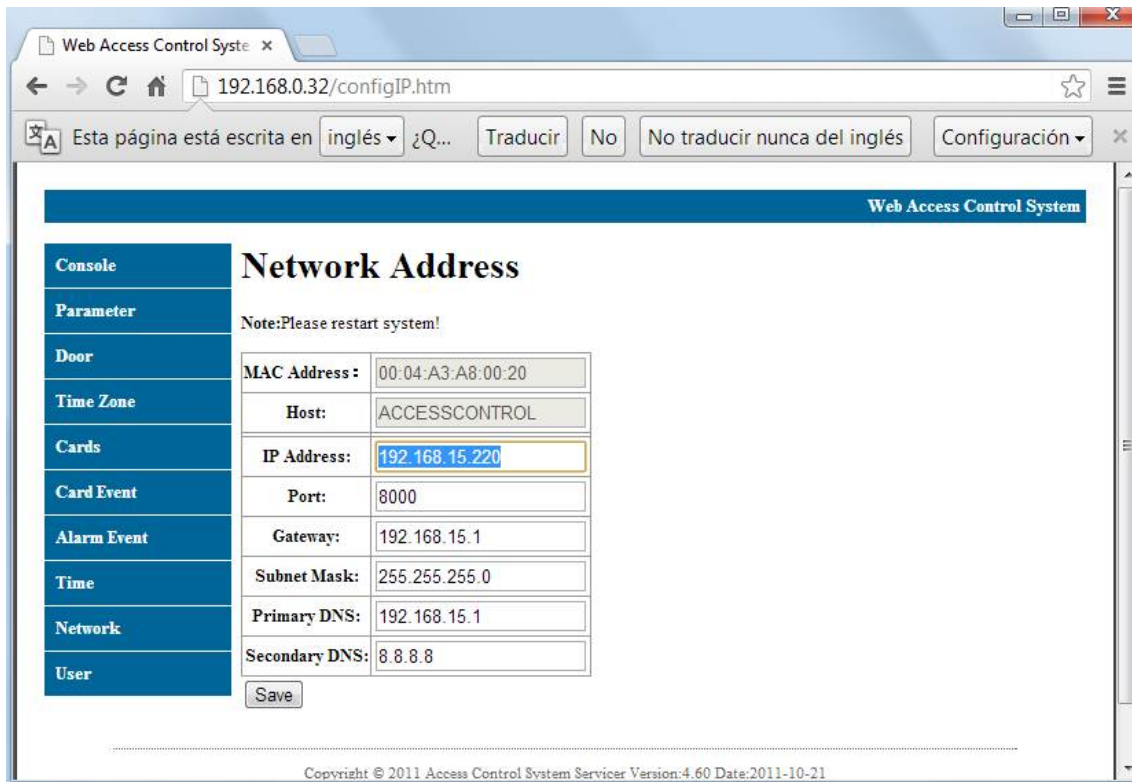 Web Access Control Syste
192.168.0.32/configIP.htm
Esta página está escrita en inglés ¿Q... Traducir No No traducir nunca del inglés Configuración
Web Access Control System
Console
Parameter
Door
Time Zone
Cards
Card Event
Alarm Event
Time
Network
User
Network Address
Note:Please restart system!
MAC Address: 00:04:A3:A8:00:20
Host: ACCESSCONTROL
IP Address: 192.168.15.220
Port: 8000
Gateway: 192.168.15.1
Subnet Mask: 255.255.255.0
Primary DNS: 192.168.15.1
Secondary DNS: 8.8.8.8
Save
Copyright © 2011 Access Control System Servicer Version:4.60 Date:2011-10-21